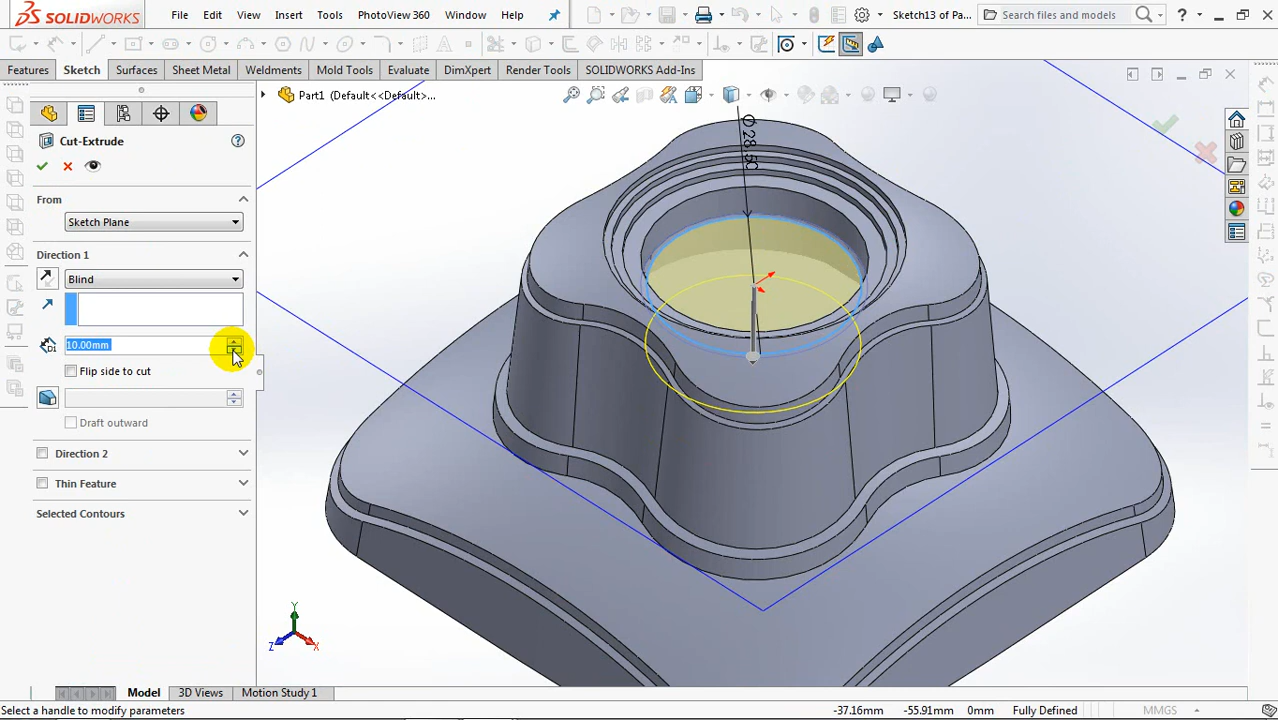 SOLIDWORKS File Edit View Insert Tools PhotoView 360 Window Help Sketch13 of Pa... Search files and models ?
Features Sketch Surfaces Sheet Metal Weldments Mold Tools Evaluate DimXpert Render Tools SOLIDWORKS Add-Ins
Part1 (Default<<Default>...
Cut-Extrude
From
Sketch Plane
Direction 1
Blind
D1
10.00mm
Flip side to cut
Draft outward
Direction 2
Thin Feature
Selected Contours
Ø 28.50
Y
Z
X
Model 3D Views Motion Study 1
Select a handle to modify parameters -37.16mm -55.91mm 0mm Fully Defined MMGS